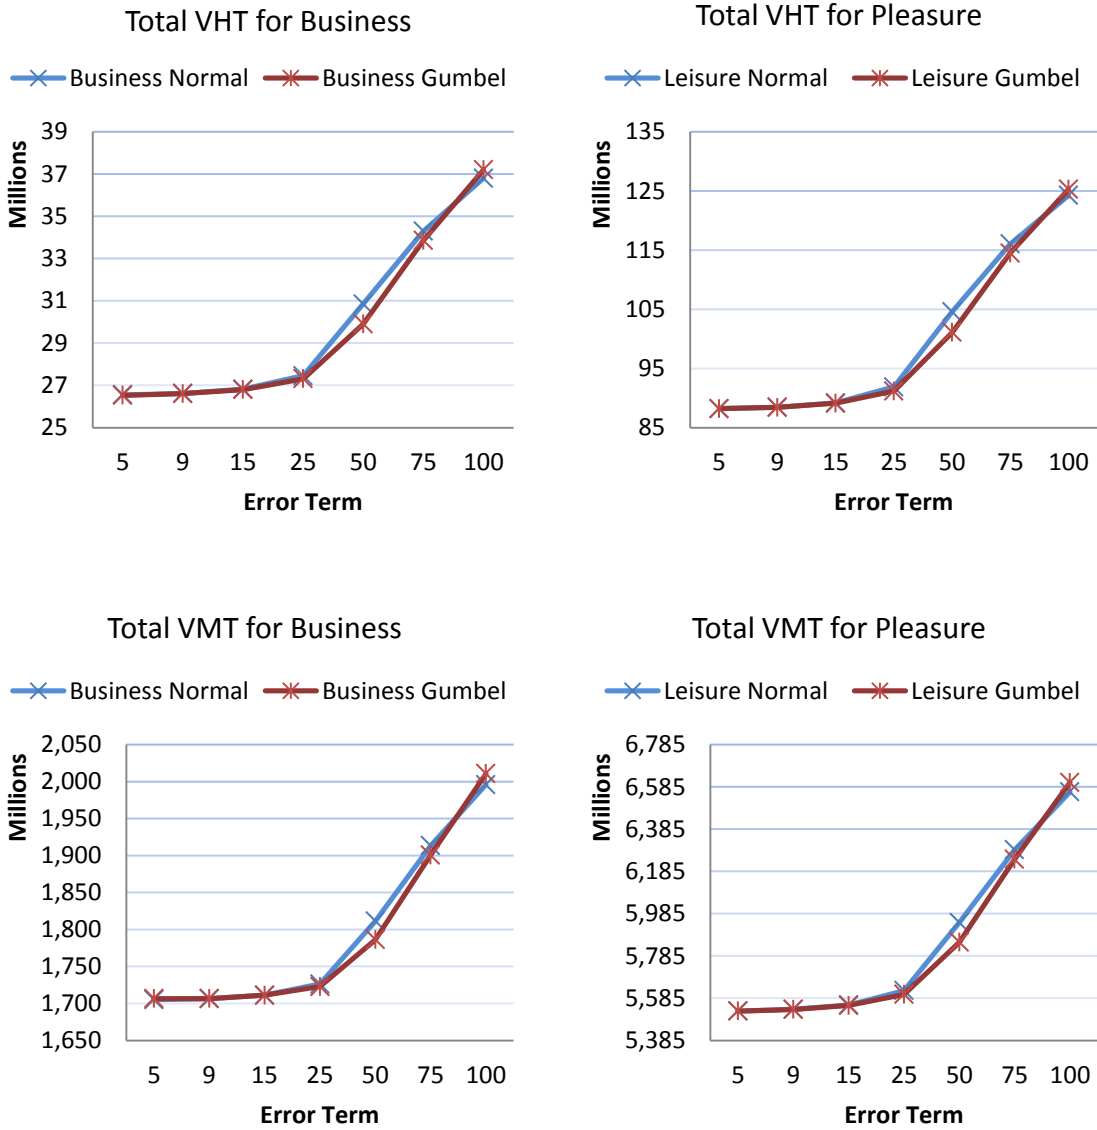 Total VHT for Business
Business Normal Business Gumbel
Millions
39
37
35
33
31
29
27
25
5 9 15 25 50 75 100
Error Term
Total VHT for Pleasure
Leisure Normal Leisure Gumbel
Millions
135
125
115
105
95
85
5 9 15 25 50 75 100
Error Term
Total VMT for Business
Business Normal Business Gumbel
Millions
2,050
2,000
1,950
1,900
1,850
1,800
1,750
1,700
1,650
5 9 15 25 50 75 100
Error Term
Total VMT for Pleasure
Leisure Normal Leisure Gumbel
Millions
6,785
6,585
6,385
6,185
5,985
5,785
5,585
5,385
5 9 15 25 50 75 100
Error Term